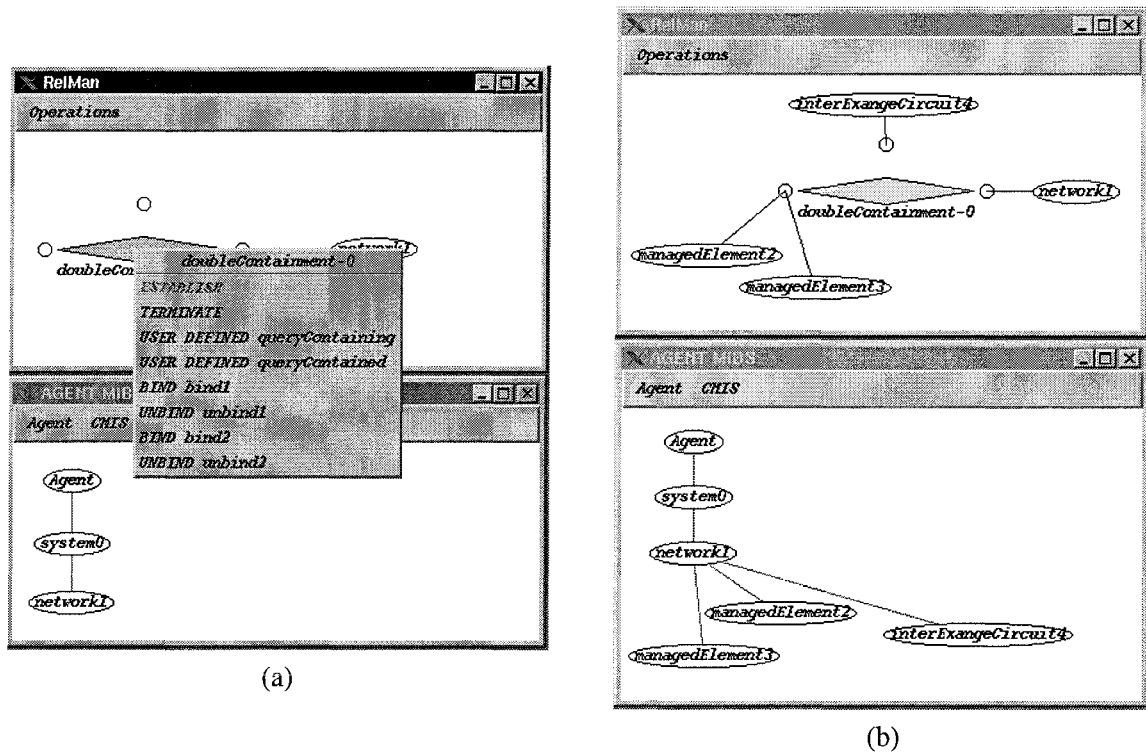 RelMan
Operations
network1
doubleCon
doubleContainment-0
ESTABLISH
TERMINATE
USER DEFINED queryContaining
USER DEFINED queryContained
BIND bind1
UNBIND unbind1
BIND bind2
UNBIND unbind2
AGENT MIB
Agent CMIS
Agent
system0
network1
(a)
RelMan
Operations
interExangeCircuit4
network1
doubleContainment-0
managedElement2
managedElement3
AGENT MIDS
Agent CMIS
Agent
system0
network1
managedElement2
interExangeCircuit4
managedElement3
(b)